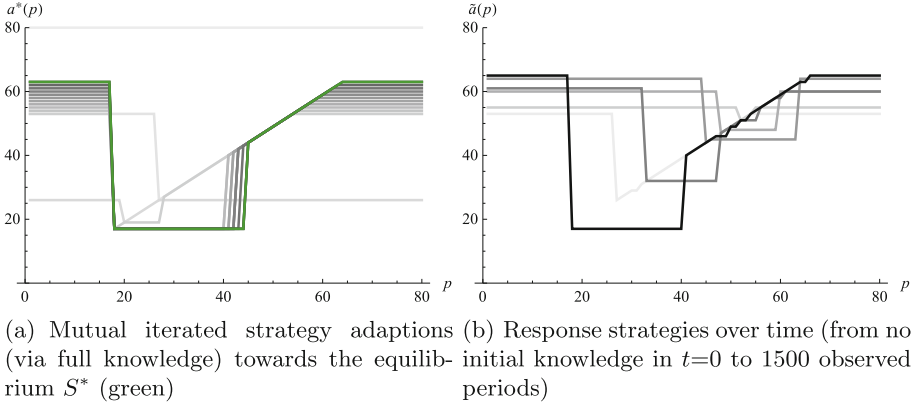 a*(p)
80
60
40
20
0 20 40 60 80 p
ã(p)
80
60
40
20
0 20 40 60 80 p
(a) Mutual iterated strategy adaptions
(via full knowledge) towards the equilib-
rium S* (green)
(b) Response strategies over time (from no
initial knowledge in t=0 to 1500 observed
periods)